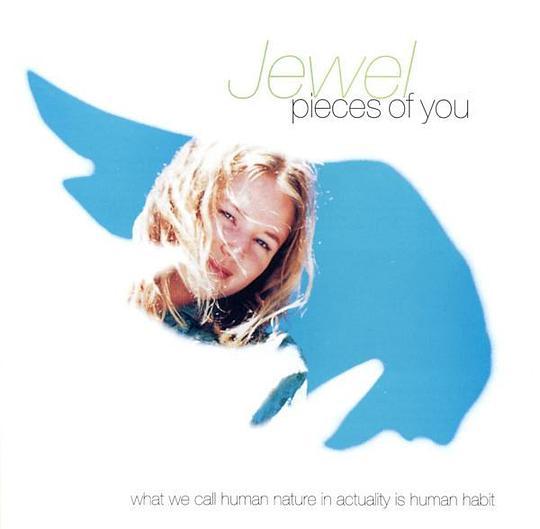 Jewel
pieces of you
what we call human nature in actuality is human habit